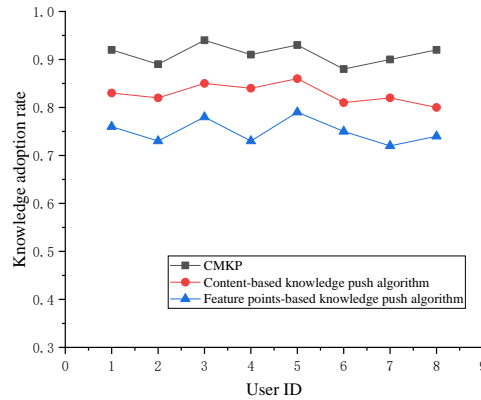 1.0
0.9
0.8
0.7
0.6
0.5
0.4
0.3
Knowledge adoption rate
CMKP
Content-based knowledge push algorithm
Feature points-based knowledge push algorithm
0 1 2 3 4 5 6 7 8 9
User ID